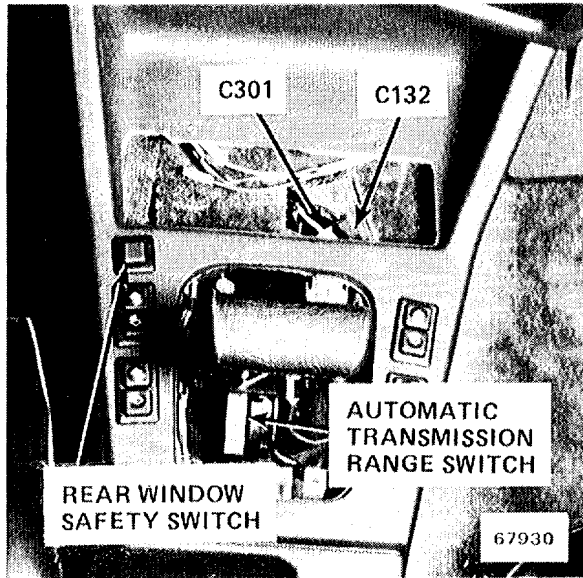 C301
C132
AUTOMATIC
TRANSMISSION
RANGE SWITCH
REAR WINDOW
SAFETY SWITCH
67930